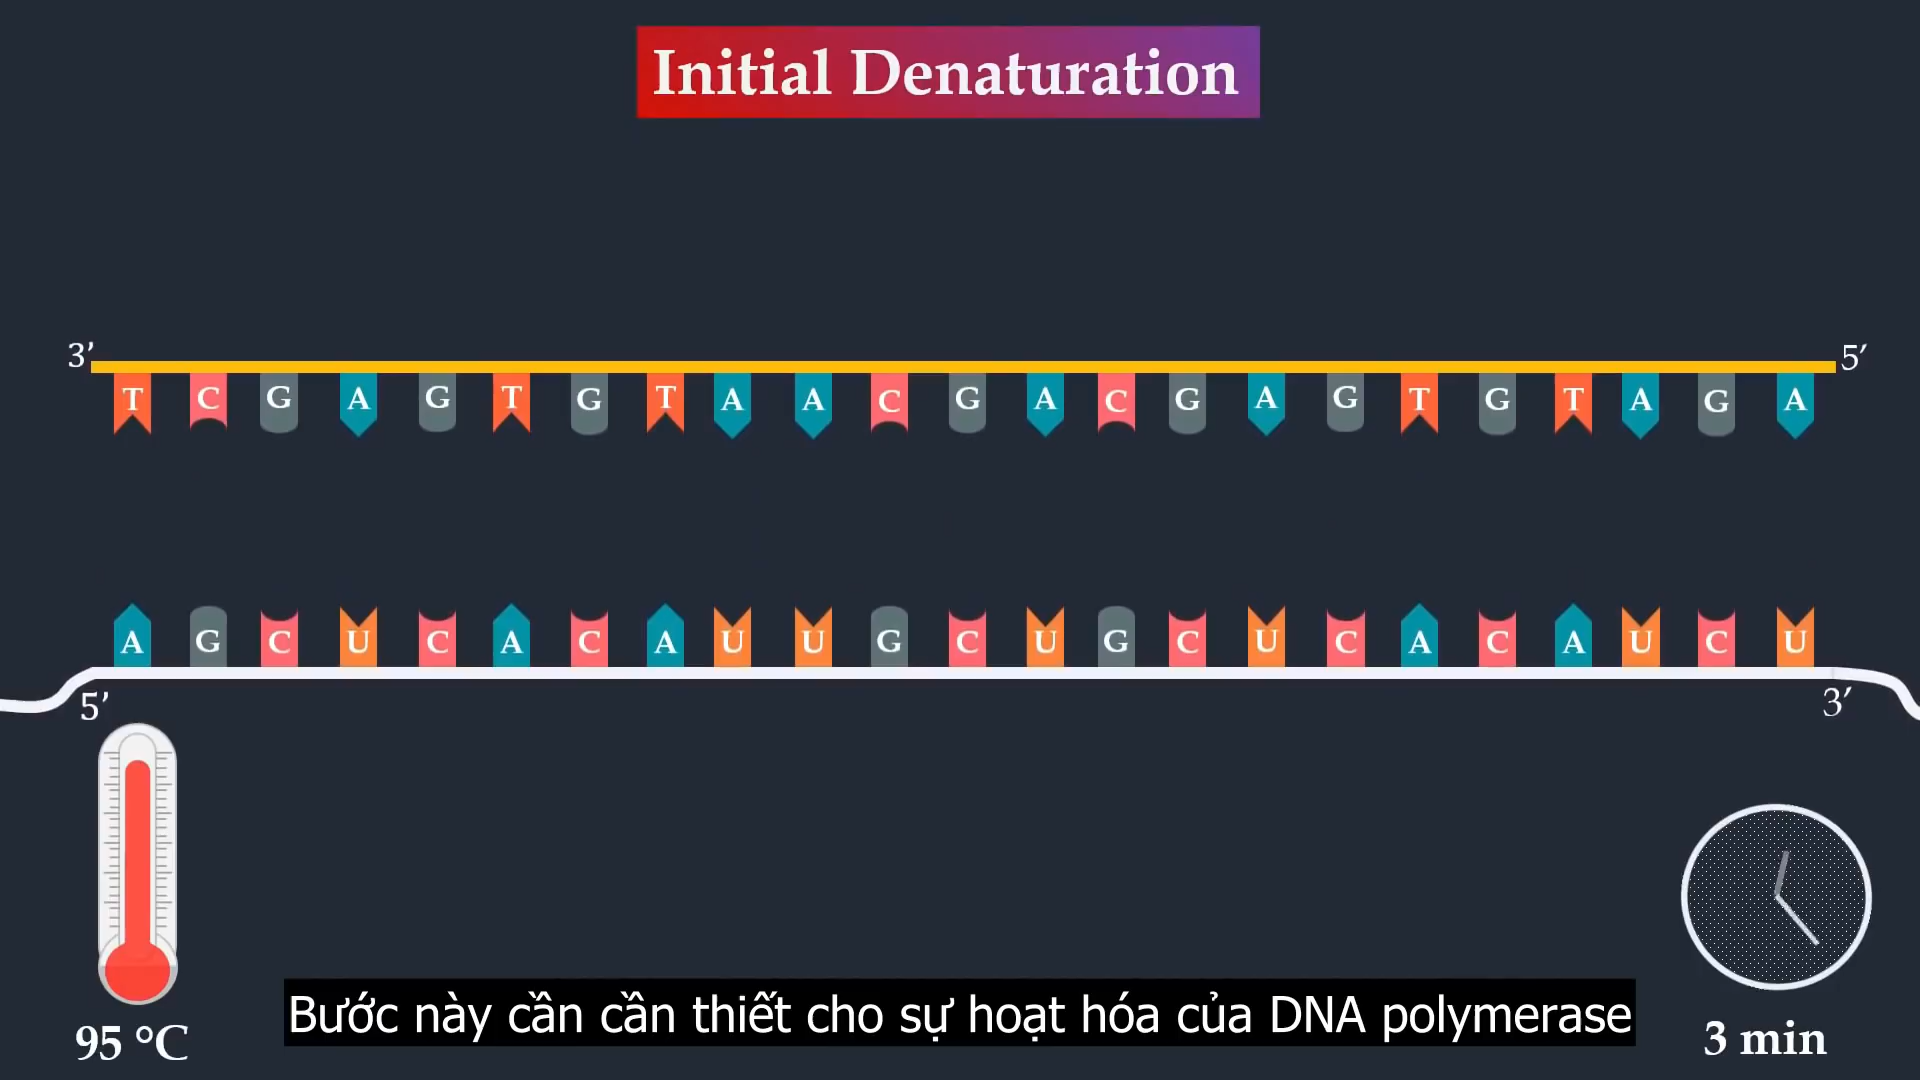 Initial Denaturation
3’ 5’
T C G A G T G T A A C G A C G A G T G T A G A
A G C U C A C A U U G C U G C U C A C A U C U
5’ 3’
95 °C
Bước này cần cần thiết cho sự hoạt hóa của DNA polymerase
3 min